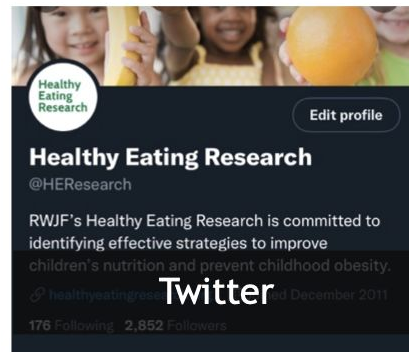 Healthy
Eating
Research
Edit profile
Healthy Eating Research
@HEResearch
RWJF's Healthy Eating Research is committed to
identifying effective strategies to improve
children's nutrition and prevent childhood obesity.
December 2011
Twitter
176 Following 2,852 Followers